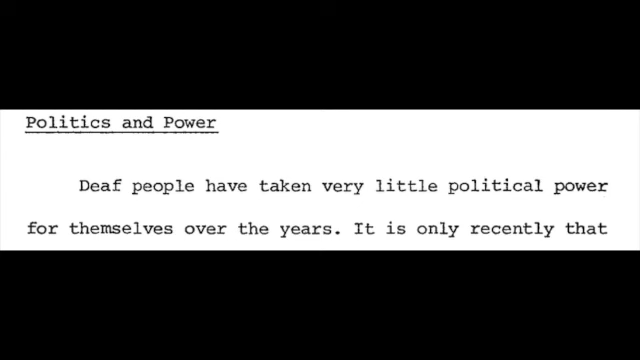 Politics and Power
Deaf people have taken very little political power
for themselves over the years. It is only recently that